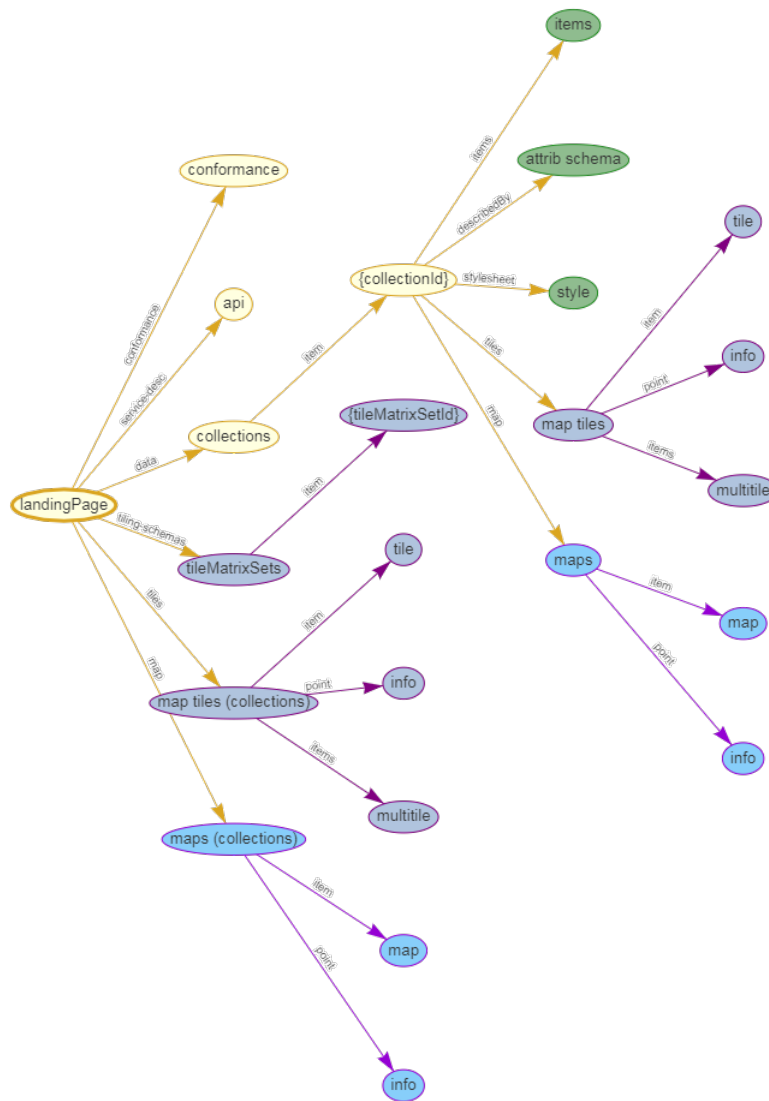 items
items
attrib schema
conformance
describedBy
tile
{collectionId}
stylesheet
style
api
conformance
item
service-desc
item
tiles
info
point
{tileMatrixSetId}
map
map tiles
collections
items
data
item
multitile
landingPage
tiling-schemas
tileMatrixSets
tile
maps
item
tiles
item
map
point
map
point
info
map tiles (collections)
items
info
multitile
maps (collections)
item
map
point
info